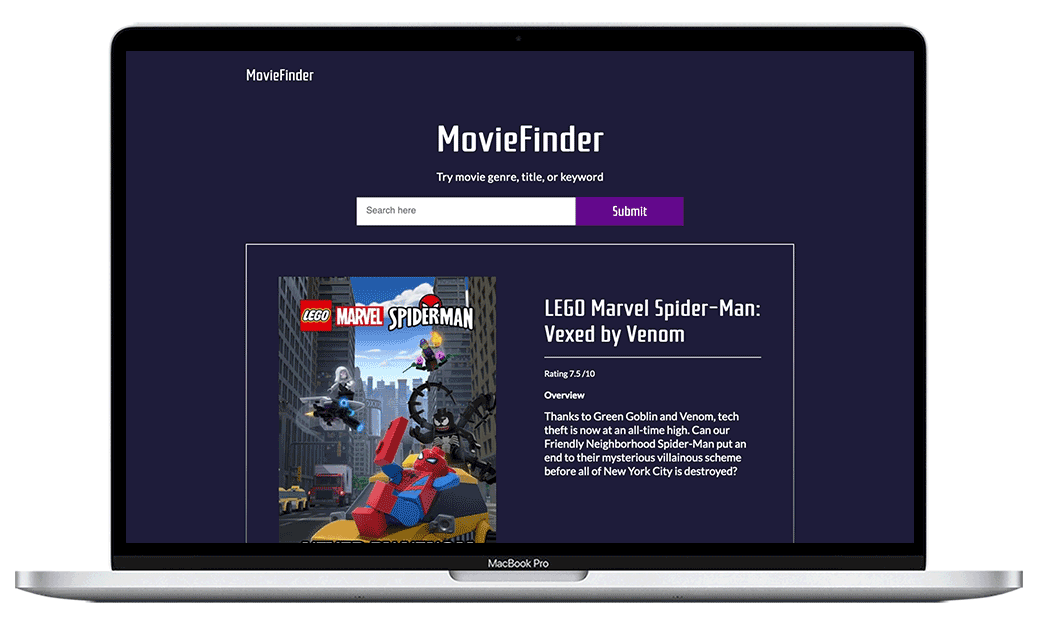 MovieFinder
MovieFinder
Try movie genre, title, or keyword
Search here
Submit
LEGO
MARVEL
SPIDER-MAN
LEGO Marvel Spider-Man:
Vexed by Venom
Rating 7.5 /10
Overview
Thanks to Green Goblin and Venom, tech
theft is now at an all-time high. Can our
Friendly Neighborhood Spider-Man put an
end to their mysterious villainous scheme
before all of New York City is destroyed?
MacBook Pro